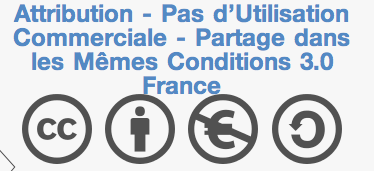 Attribution - Pas d’Utilisation
Commerciale - Partage dans
les Mêmes Conditions 3.0
France
cc